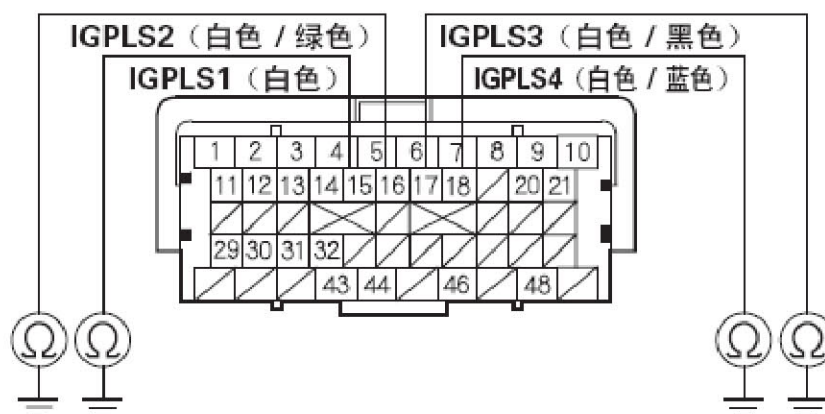 IGPLS2（白色 / 绿色） IGPLS3（白色 / 黑色）
IGPLS1（白色） IGPLS4（白色 / 蓝色）
1 2 3 4 5 6 7 8 9 10
11 12 13 14 15 16 17 18 20 21
29 30 31 32
43 44 46 48
Ω Ω Ω Ω